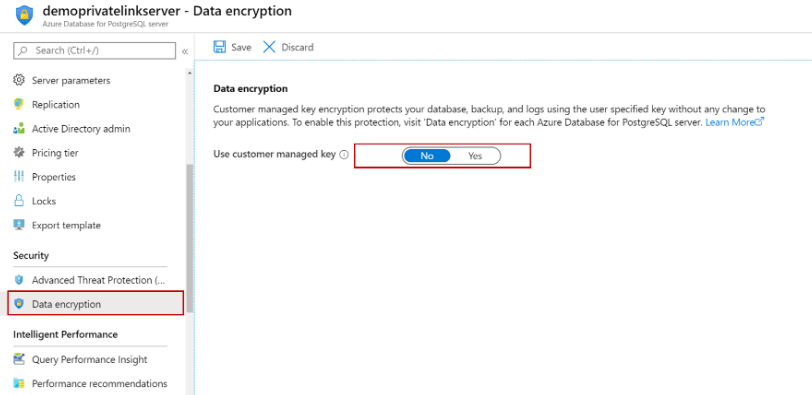 demoprivatelinkserver - Data encryption
Azure Database for PostgreSQL server
Search (Ctrl+/)
«
Save
Discard
Server parameters
Replication
Active Directory admin
Pricing tier
Properties
Locks
Export template
Security
Advanced Threat Protection (...
Data encryption
Intelligent Performance
Query Performance Insight
Performance recommendations
Data encryption
Customer managed key encryption protects your database, backup, and logs using the user specified key without any change to
your applications. To enable this protection, visit 'Data encryption' for each Azure Database for PostgreSQL server. Learn More
Use customer managed key
No
Yes